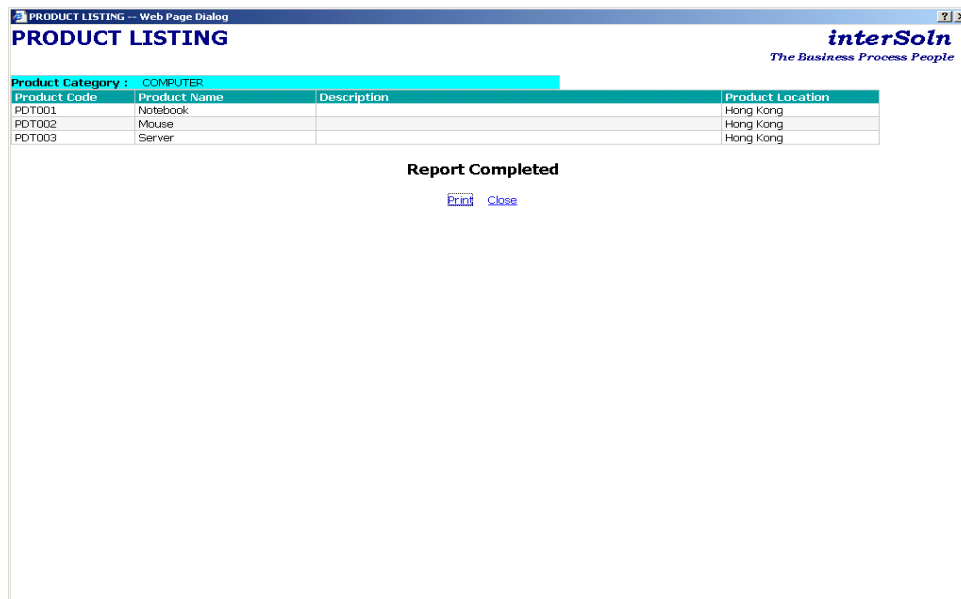 PRODUCT LISTING -- Web Page Dialog
PRODUCT LISTING
interSoln
The Business Process People
Product Category : COMPUTER
Product Code Product Name Description Product Location
PDT001 Notebook Hong Kong
PDT002 Mouse Hong Kong
PDT003 Server Hong Kong
Report Completed
Print Close